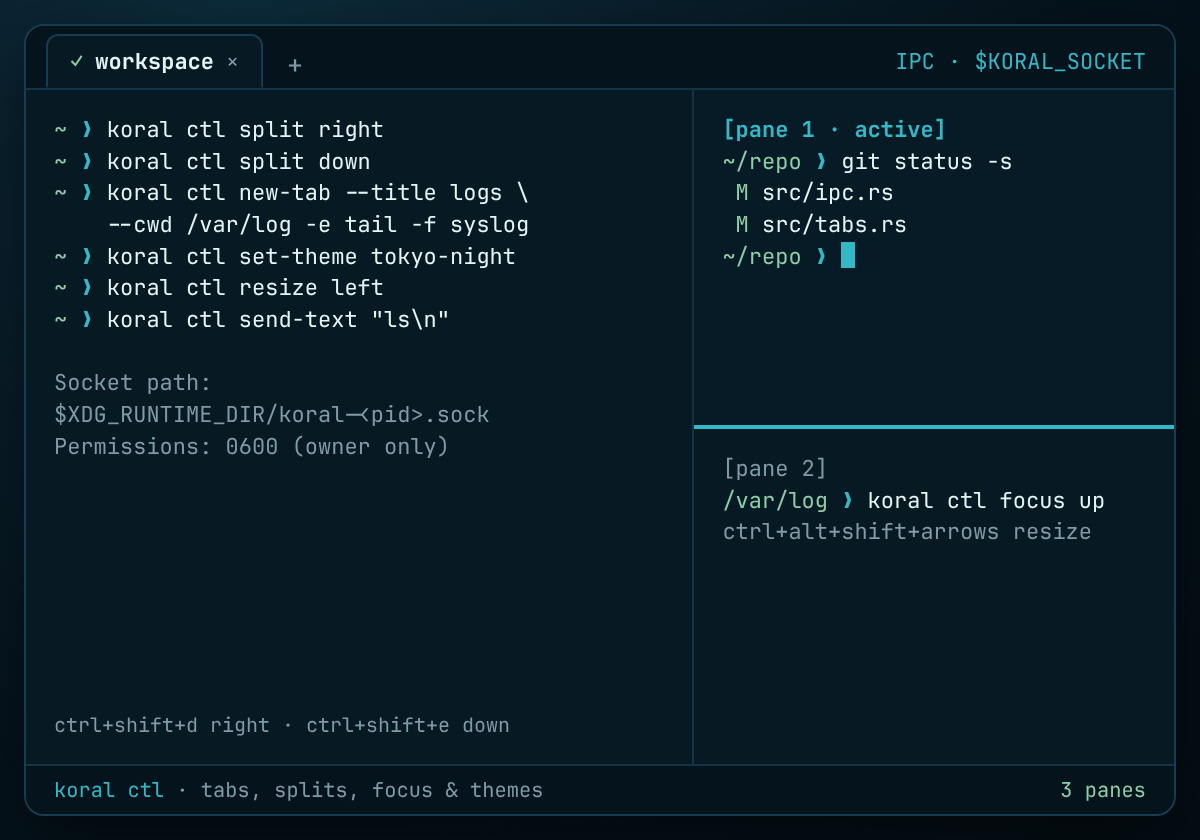 ✓ workspace × +
IPC · $KORAL_SOCKET
~ ❯ koral ctl split right
~ ❯ koral ctl split down
~ ❯ koral ctl new-tab --title logs \
--cwd /var/log -e tail -f syslog
~ ❯ koral ctl set-theme tokyo-night
~ ❯ koral ctl resize left
~ ❯ koral ctl send-text "ls\n"
Socket path:
$XDG_RUNTIME_DIR/koral-<pid>.sock
Permissions: 0600 (owner only)
ctrl+shift+d right · ctrl+shift+e down
[pane 1 · active]
~/repo ❯ git status -s
M src/ipc.rs
M src/tabs.rs
~/repo ❯
[pane 2]
/var/log ❯ koral ctl focus up
ctrl+alt+shift+arrows resize
koral ctl · tabs, splits, focus & themes
3 panes